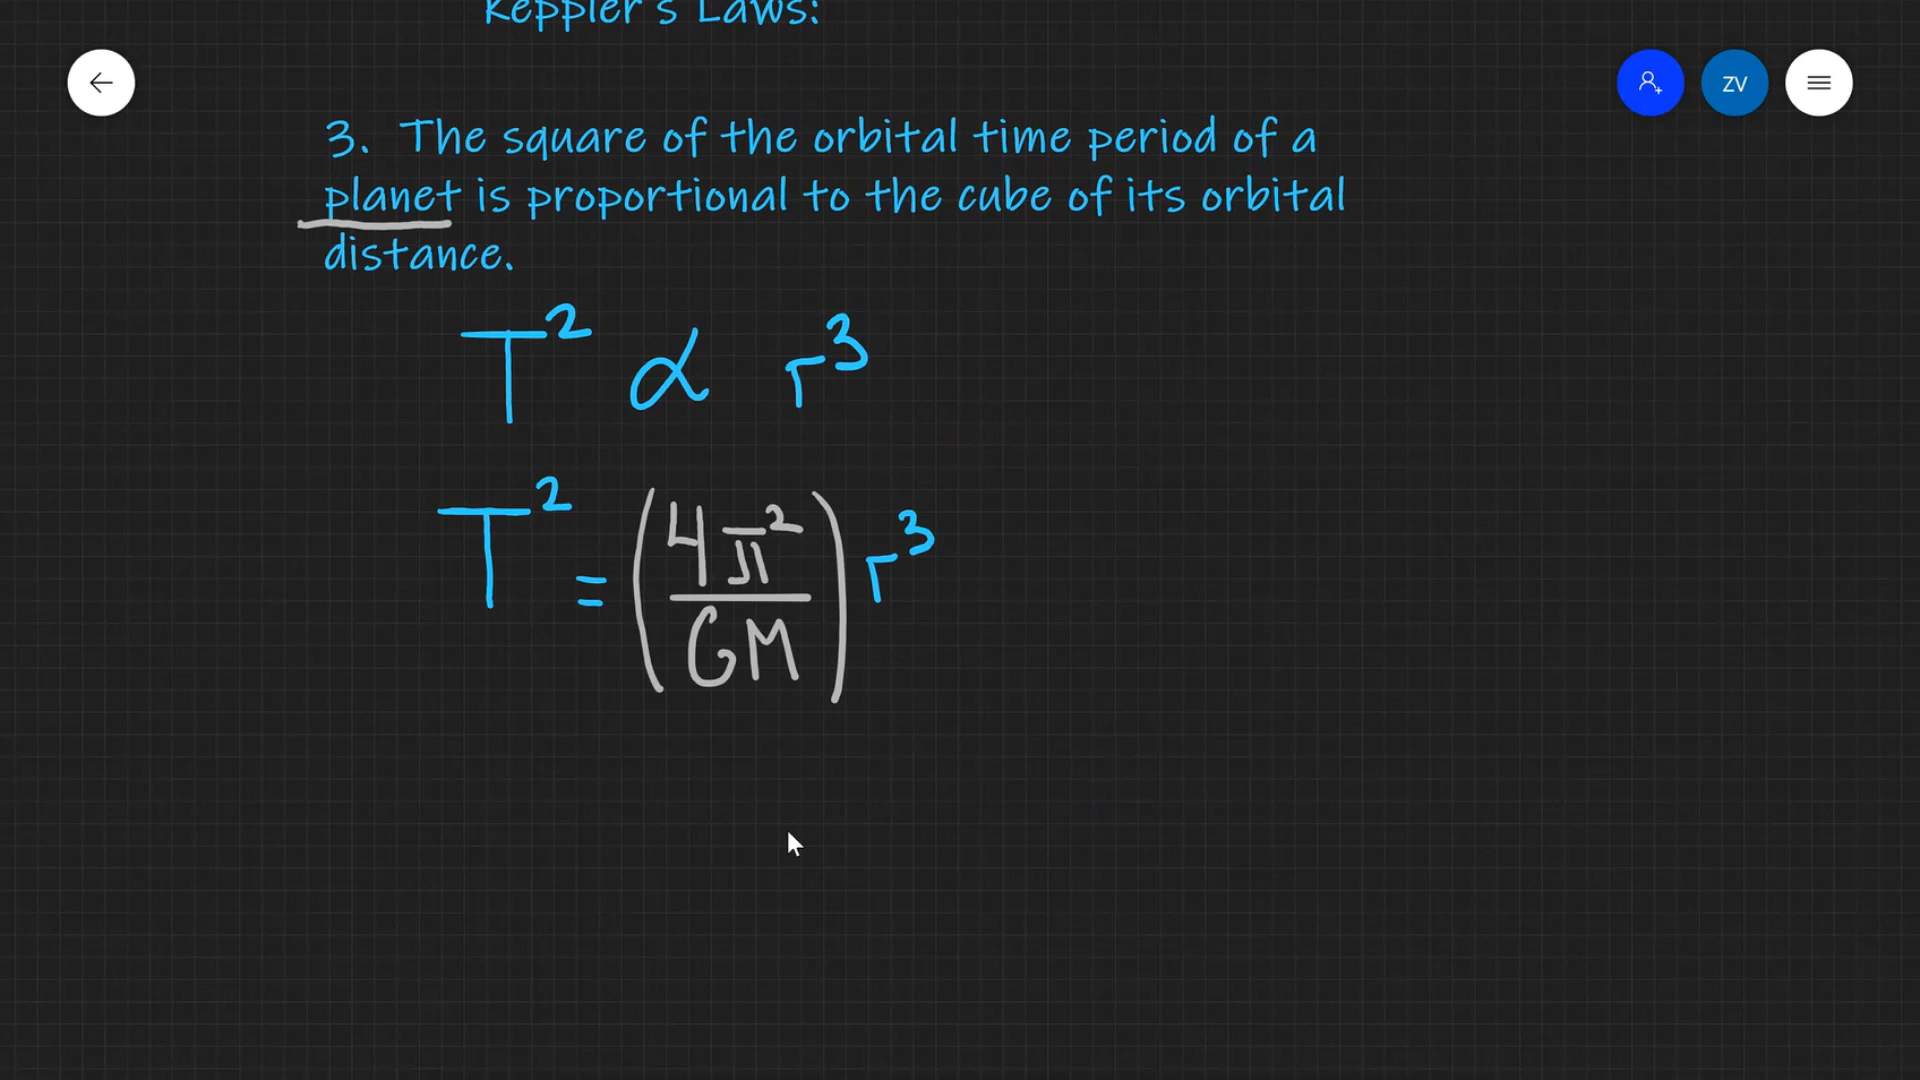 Keppler's Laws:
ZV
3. The square of the orbital time period of a
planet is proportional to the cube of its orbital
distance.
T² α r³
T² = (4π²/GM) r³